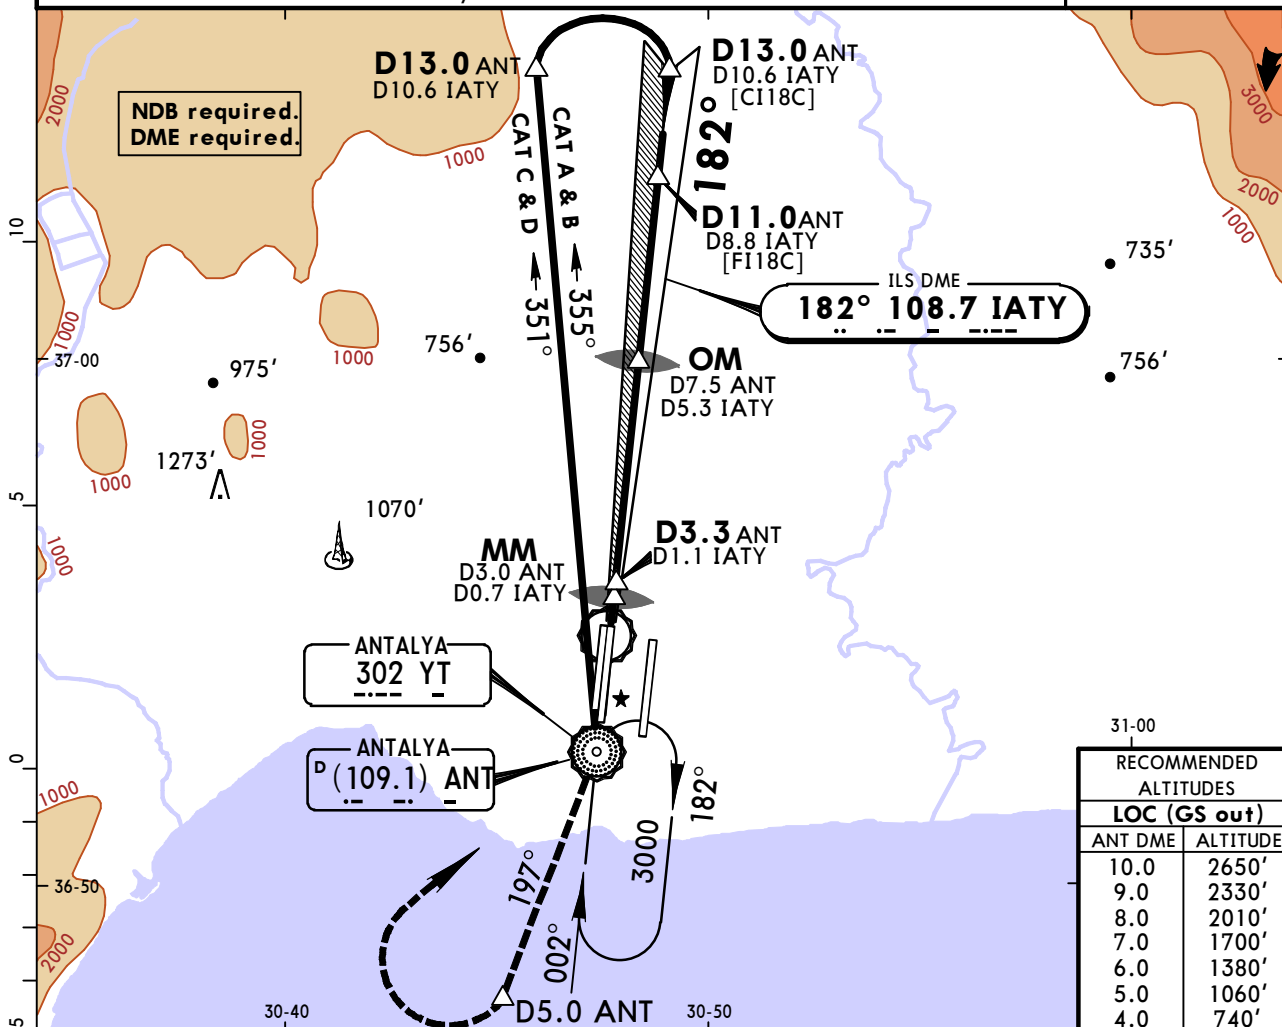 2000
D13.0 ANT
D10.6 IATY
NDB required.
DME required.
1000
CAT C & D
351°
CAT A & B
355°
D13.0 ANT
D10.6 IATY
[CI18C]
182°
D11.0 ANT
D8.8 IATY
[FI18C]
3000
2000
1000
735'
10
1000
37-00
975'
1000
756'
ILS DME
182° 108.7 IATY
OM
D7.5 ANT
D5.3 IATY
756'
1000
1000
1273'
5
1070'
1000
MM
D3.0 ANT
D0.7 IATY
D3.3 ANT
D1.1 IATY
ANTALYA
302 YT
ANTALYA
D (109.1) ANT
0
1000
36-50
2000
197°
002°
3000
182°
D5.0 ANT
30-40
30-50
5
31-00
RECOMMENDED
ALTITUDES
LOC (GS out)
ANT DME ALTITUDE
10.0 2650'
9.0 2330'
8.0 2010'
7.0 1700'
6.0 1380'
5.0 1060'
4.0 740'